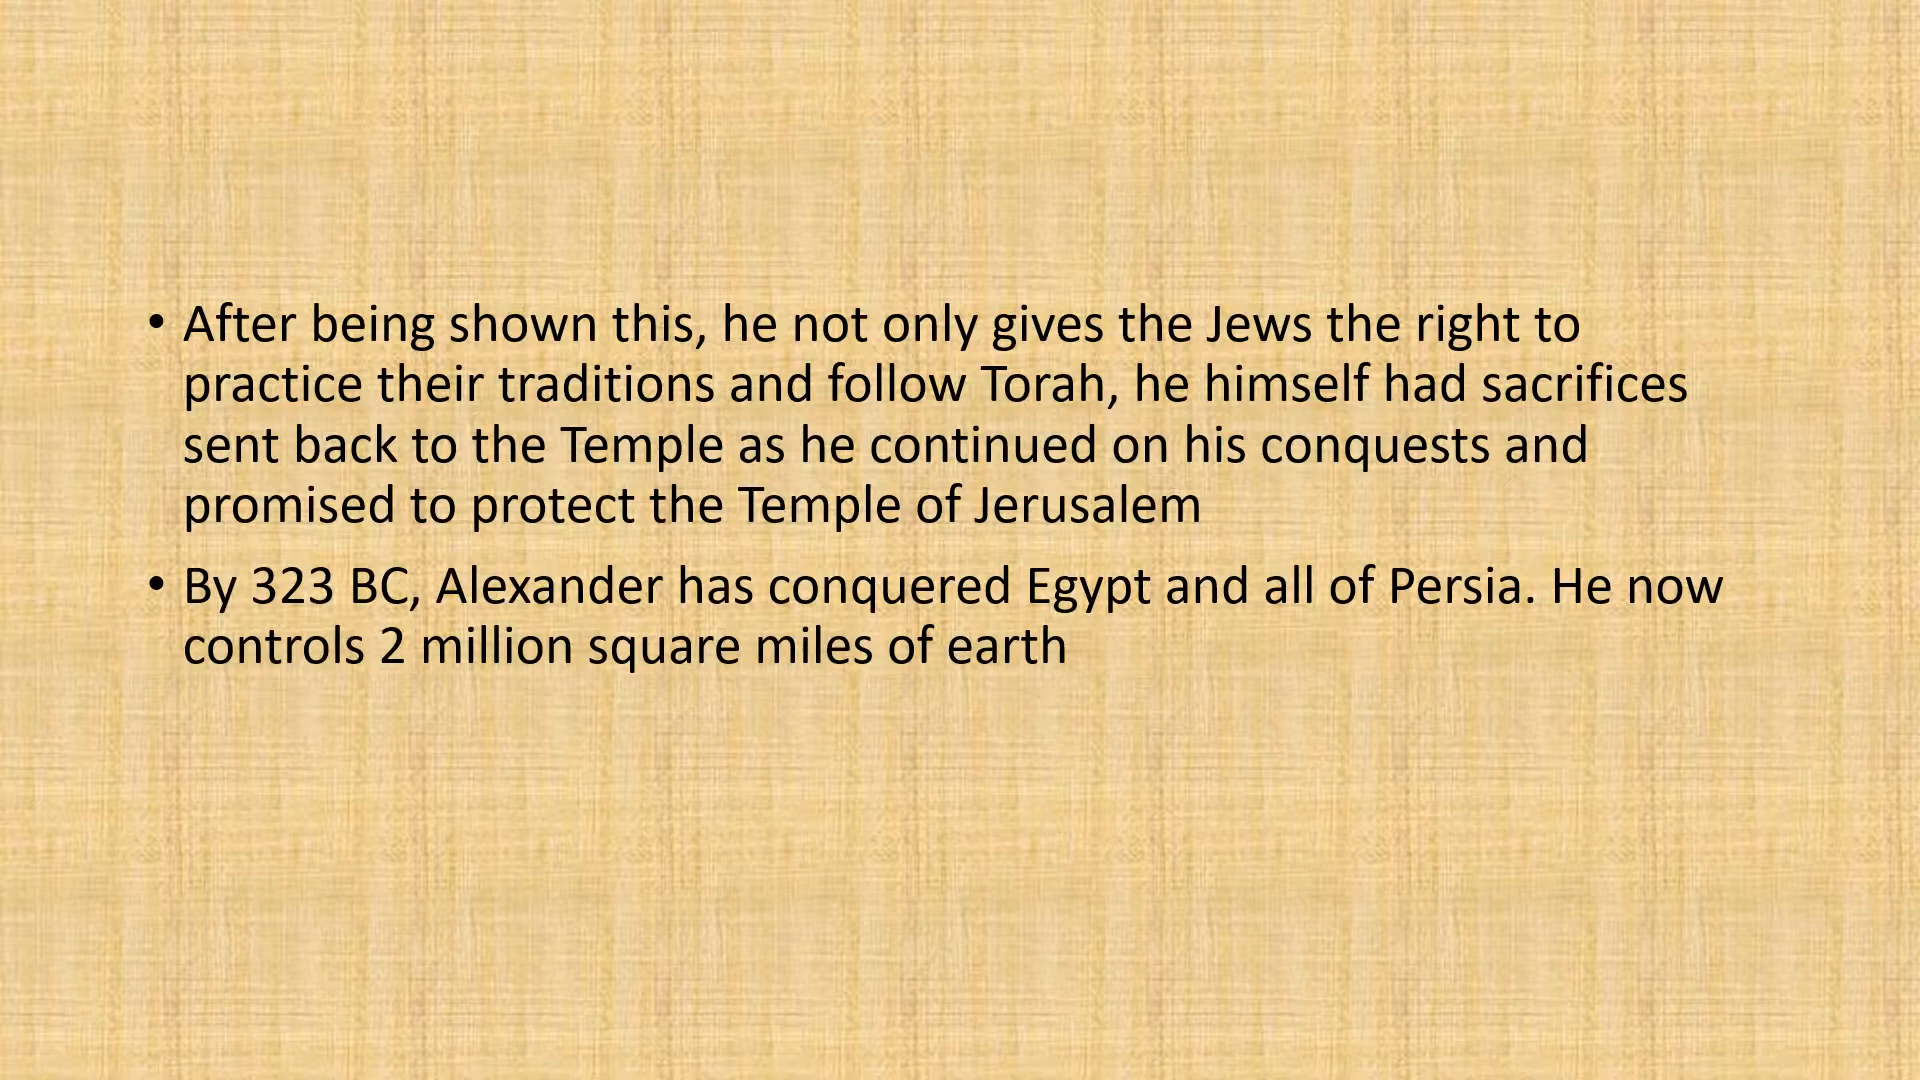 • After being shown this, he not only gives the Jews the right to
practice their traditions and follow Torah, he himself had sacrifices
sent back to the Temple as he continued on his conquests and
promised to protect the Temple of Jerusalem
• By 323 BC, Alexander has conquered Egypt and all of Persia. He now
controls 2 million square miles of earth